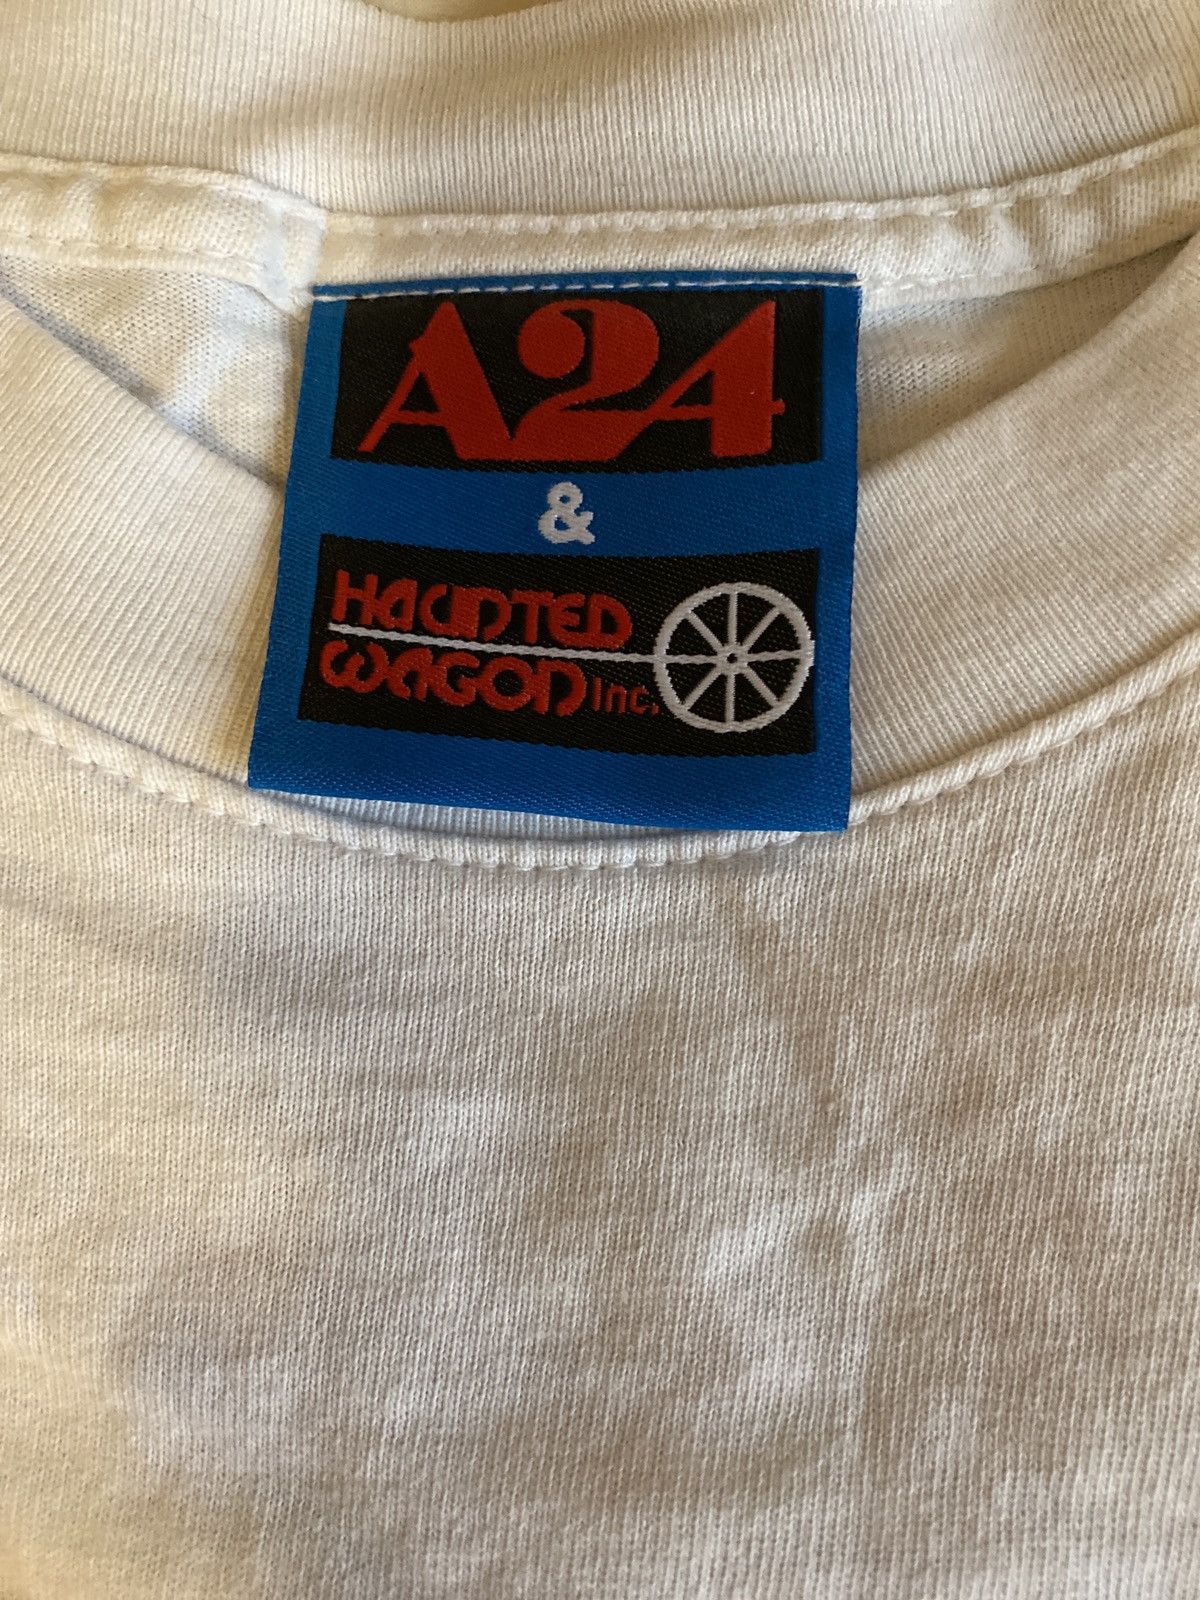 A24
&
HAUNTED
WAGON Inc.